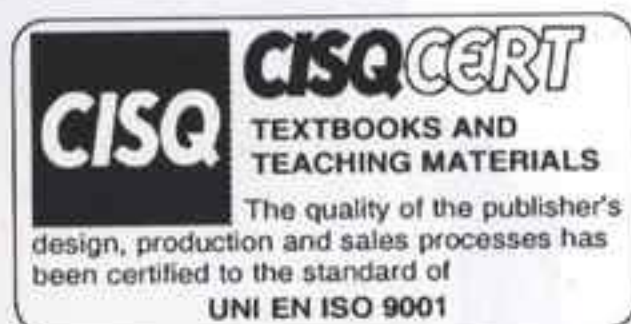 CISQ
CISQCERT
TEXTBOOKS AND
TEACHING MATERIALS
The quality of the publisher's
design, production and sales processes has
been certified to the standard of
UNI EN ISO 9001